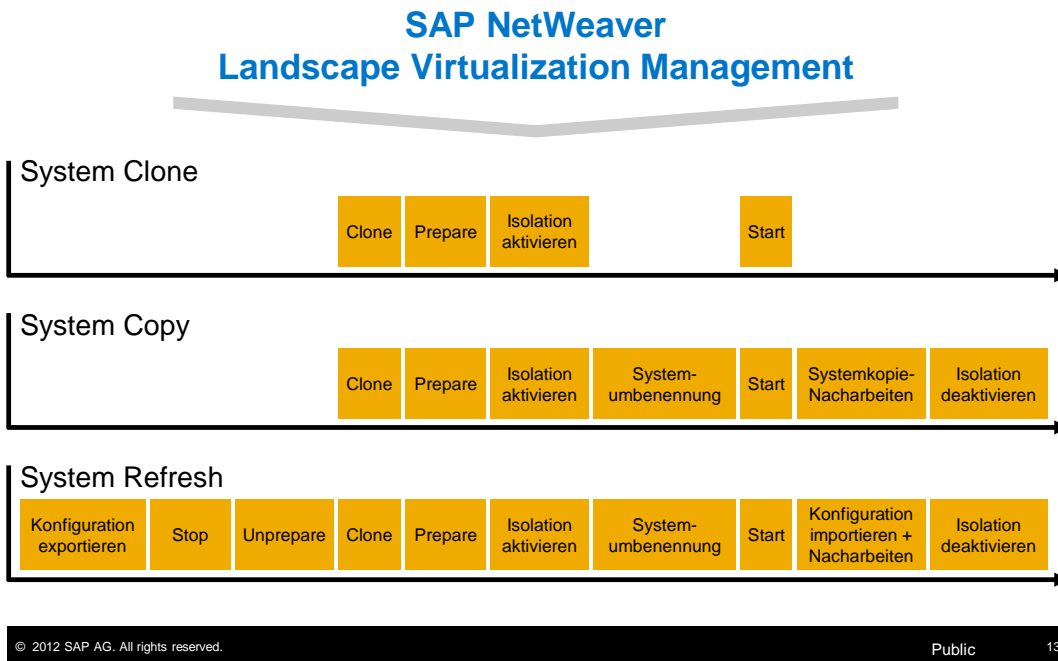 SAP NetWeaver
Landscape Virtualization Management
System Clone
Clone
Prepare
Isolation
aktivieren
Start
System Copy
Clone
Prepare
Isolation
aktivieren
System-
umbenennung
Start
Systemkopie-
Nacharbeiten
Isolation
deaktivieren
System Refresh
Konfiguration
exportieren
Stop
Unprepare
Clone
Prepare
Isolation
aktivieren
System-
umbenennung
Start
Konfiguration
importieren +
Nacharbeiten
Isolation
deaktivieren
© 2012 SAP AG. All rights reserved.
Public
13